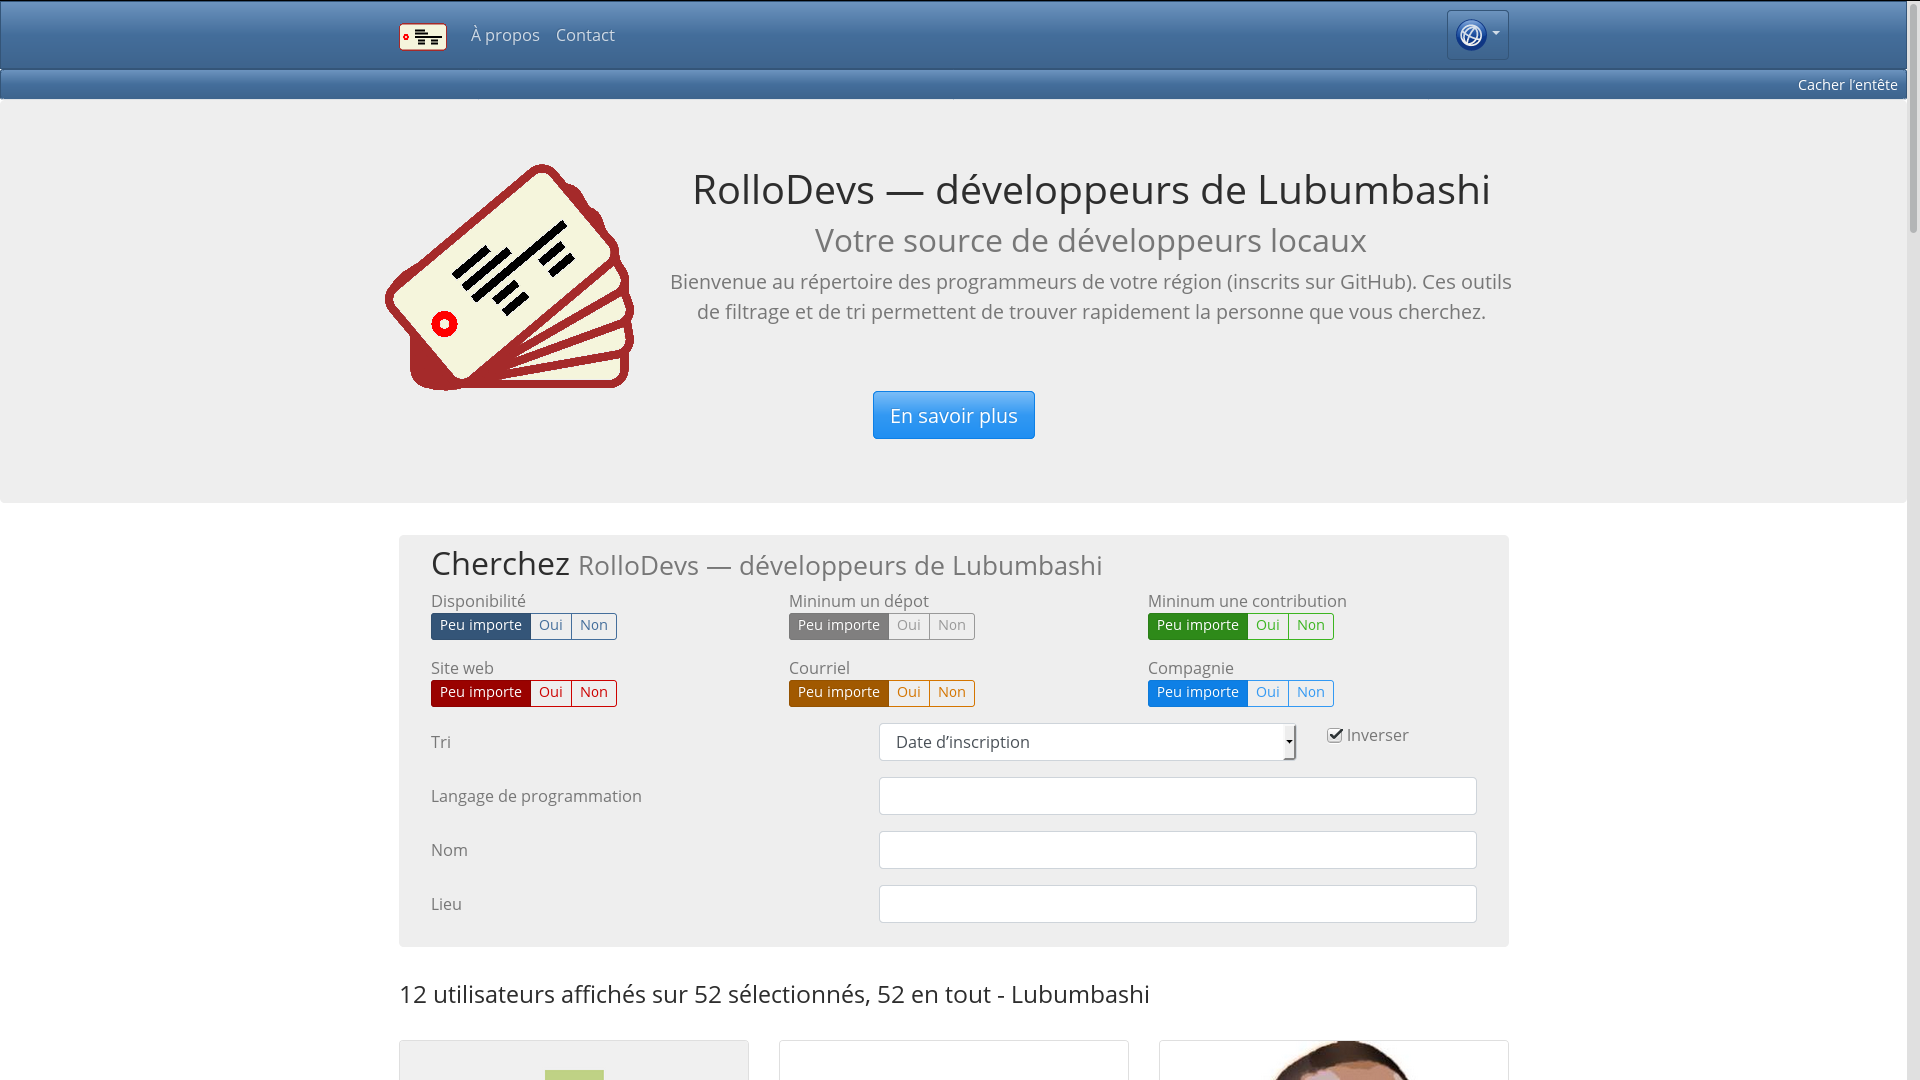 À propos Contact
Cacher l'entête
RolloDevs — développeurs de Lubumbashi
Votre source de développeurs locaux
Bienvenue au répertoire des programmeurs de votre région (inscrits sur GitHub). Ces outils
de filtrage et de tri permettent de trouver rapidement la personne que vous cherchez.
En savoir plus
Cherchez RolloDevs — développeurs de Lubumbashi
Disponibilité
Peu importe Oui Non
Mininum un dépot
Peu importe Oui Non
Mininum une contribution
Peu importe Oui Non
Site web
Peu importe Oui Non
Courriel
Peu importe Oui Non
Compagnie
Peu importe Oui Non
Tri
Date d’inscription
Inverser
Langage de programmation
Nom
Lieu
12 utilisateurs affichés sur 52 sélectionnés, 52 en tout - Lubumbashi